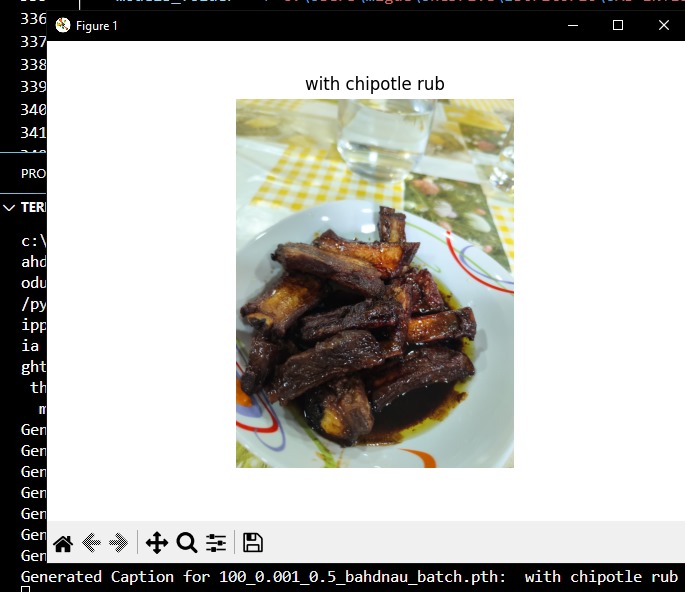 336
337
338
339
340
341
Figure 1
with chipotle rub
PRO
TER
c:\
ahd
odu
/py
ipp
ia
ght
th
m
Gen
Gen
Gen
Gen
Gen
Gen
Gen
Generated Caption for 100_0.001_0.5_bahdnau_batch.pth: with chipotle rub